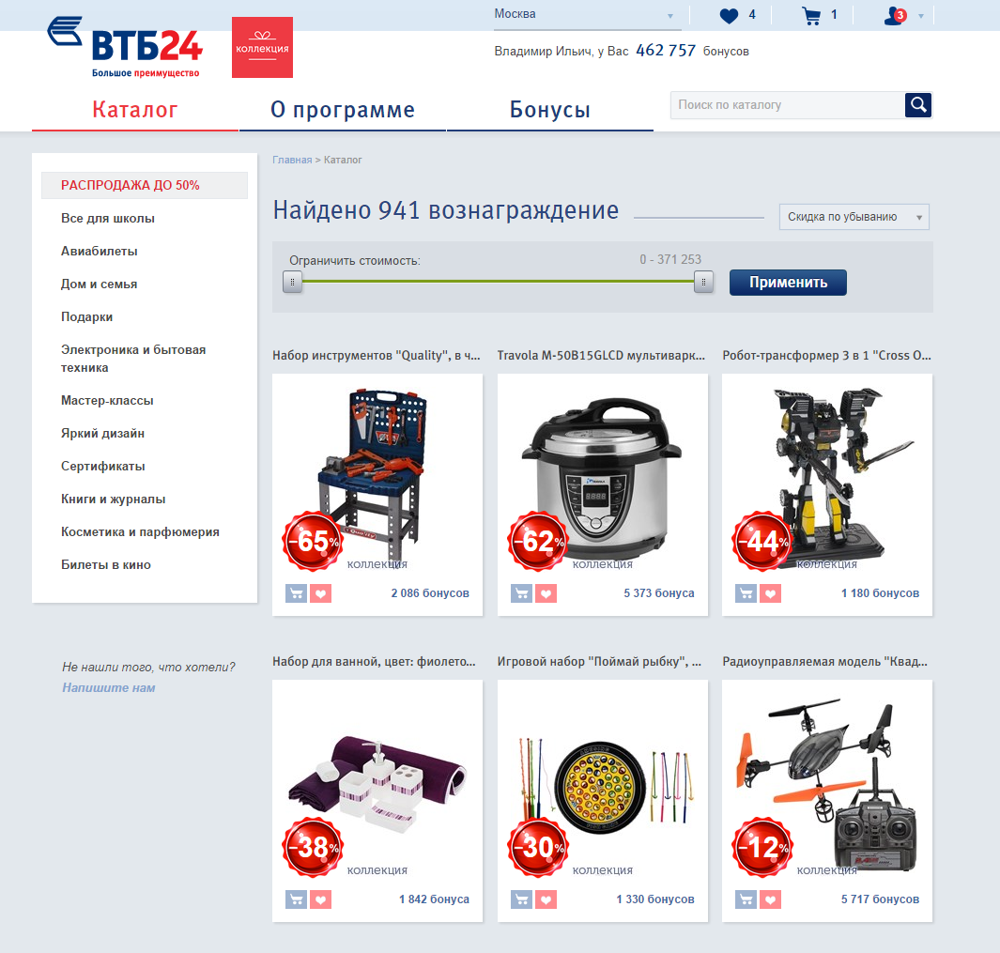 Москва
4
1
3
ВТБ24
Большое преимущество
КОЛЛЕКЦИЯ
Владимир Ильич, у Вас 462 757 бонусов
Каталог
О программе
Бонусы
Поиск по каталогу
РАСПРОДАЖА ДО 50%
Все для школы
Авиабилеты
Дом и семья
Подарки
Электроника и бытовая
техника
Мастер-классы
Яркий дизайн
Сертификаты
Книги и журналы
Косметика и парфюмерия
Билеты в кино
Не нашли того, что хотели?
Напишите нам
Главная > Каталог
Найдено 941 вознаграждение
Скидка по убыванию
Ограничить стоимость:
0 - 371 253
Применить
Набор инструментов "Quality", в ч...
Travola M-50B15GLCD мультиварк...
Робот-трансформер 3 в 1 "Cross O...
Quality
-65%
коллекция
2 086 бонусов
-62%
коллекция
5 373 бонуса
-44%
коллекция
1 180 бонусов
Набор для ванной, цвет: фиолето...
Игровой набор "Поймай рыбку", ...
Радиоуправляемая модель "Квад...
-38%
коллекция
1 842 бонуса
-30%
коллекция
1 330 бонусов
-12%
коллекция
5 717 бонусов